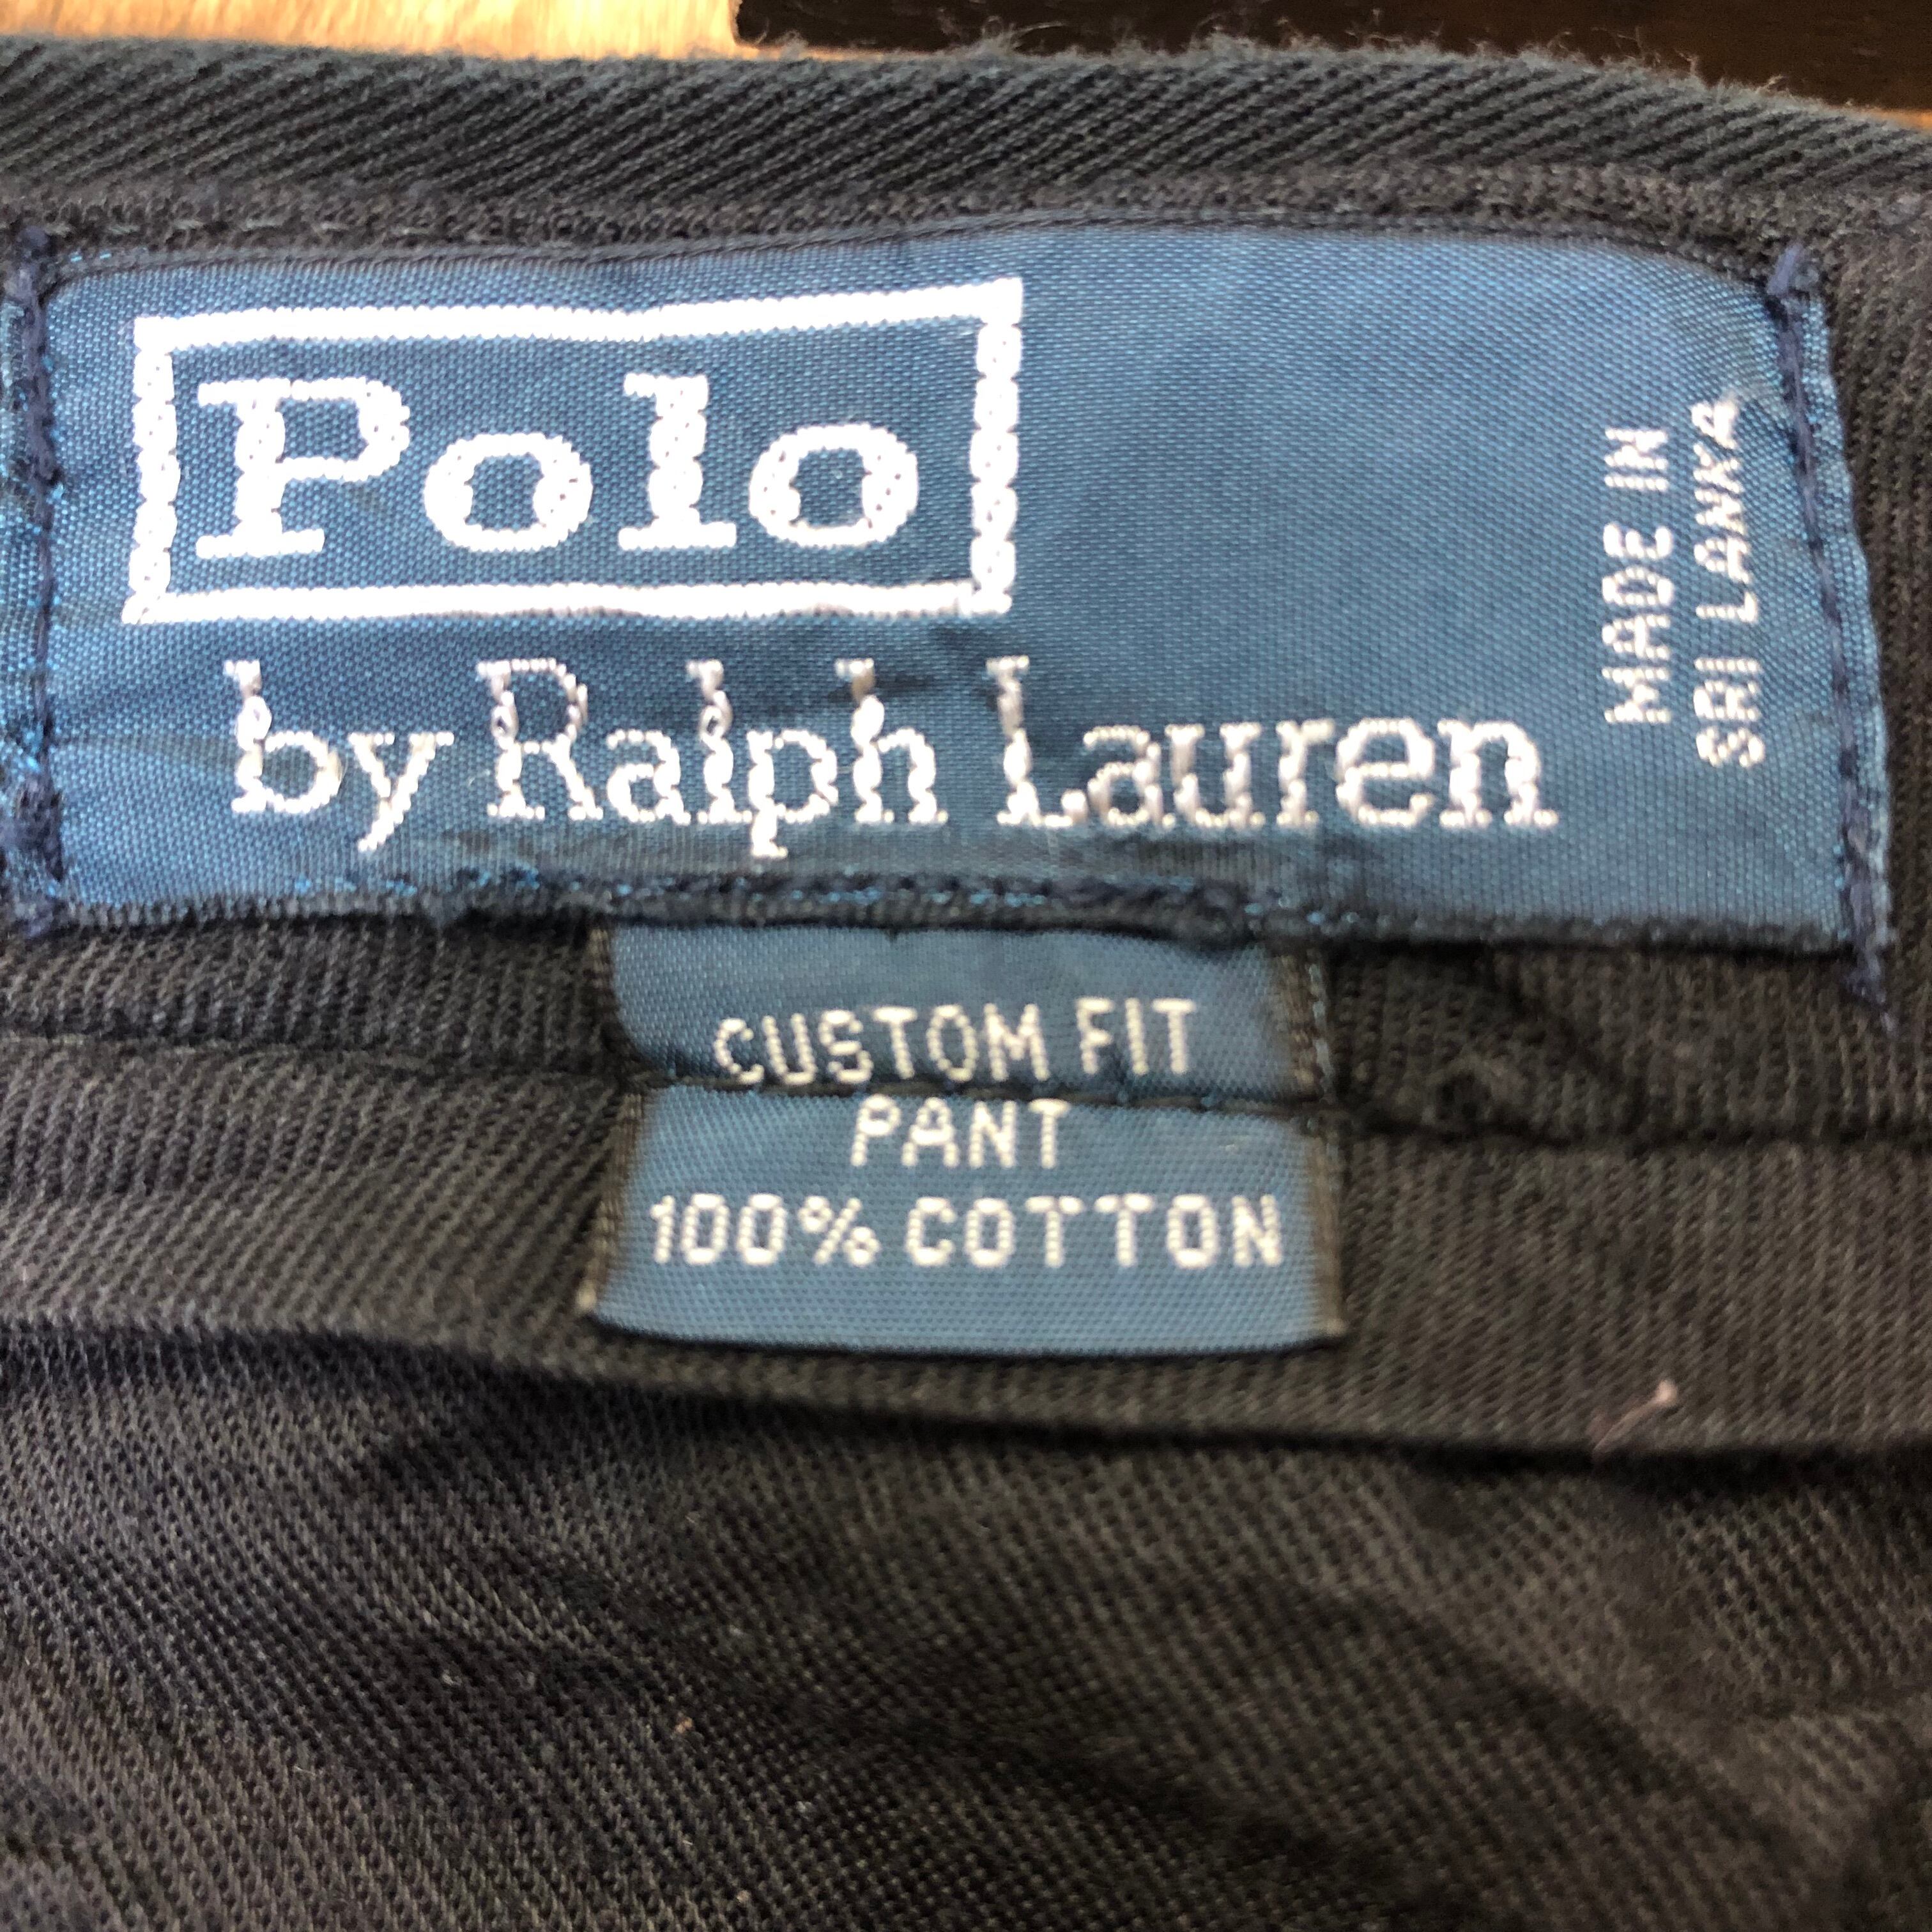 Polo
by Ralph Lauren
MADE IN
SRI LANKA
CUSTOM FIT
PANT
100% COTTON